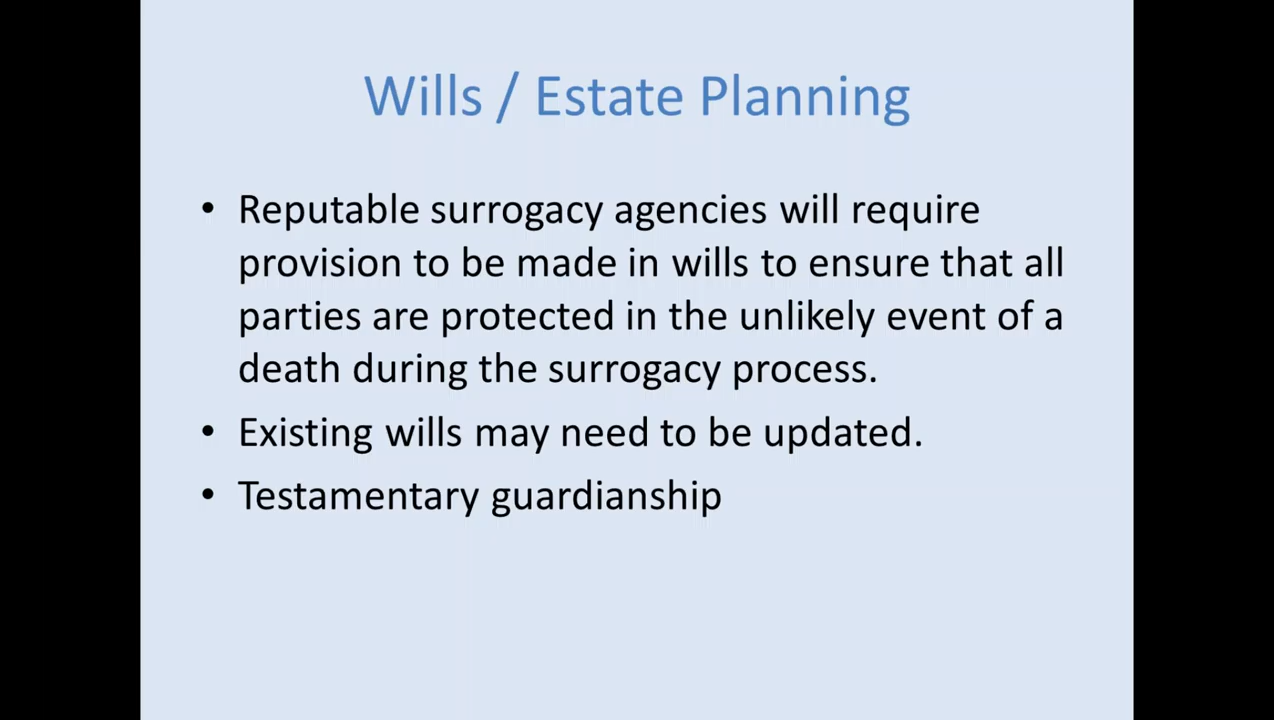 Wills / Estate Planning
• Reputable surrogacy agencies will require
provision to be made in wills to ensure that all
parties are protected in the unlikely event of a
death during the surrogacy process.
• Existing wills may need to be updated.
• Testamentary guardianship